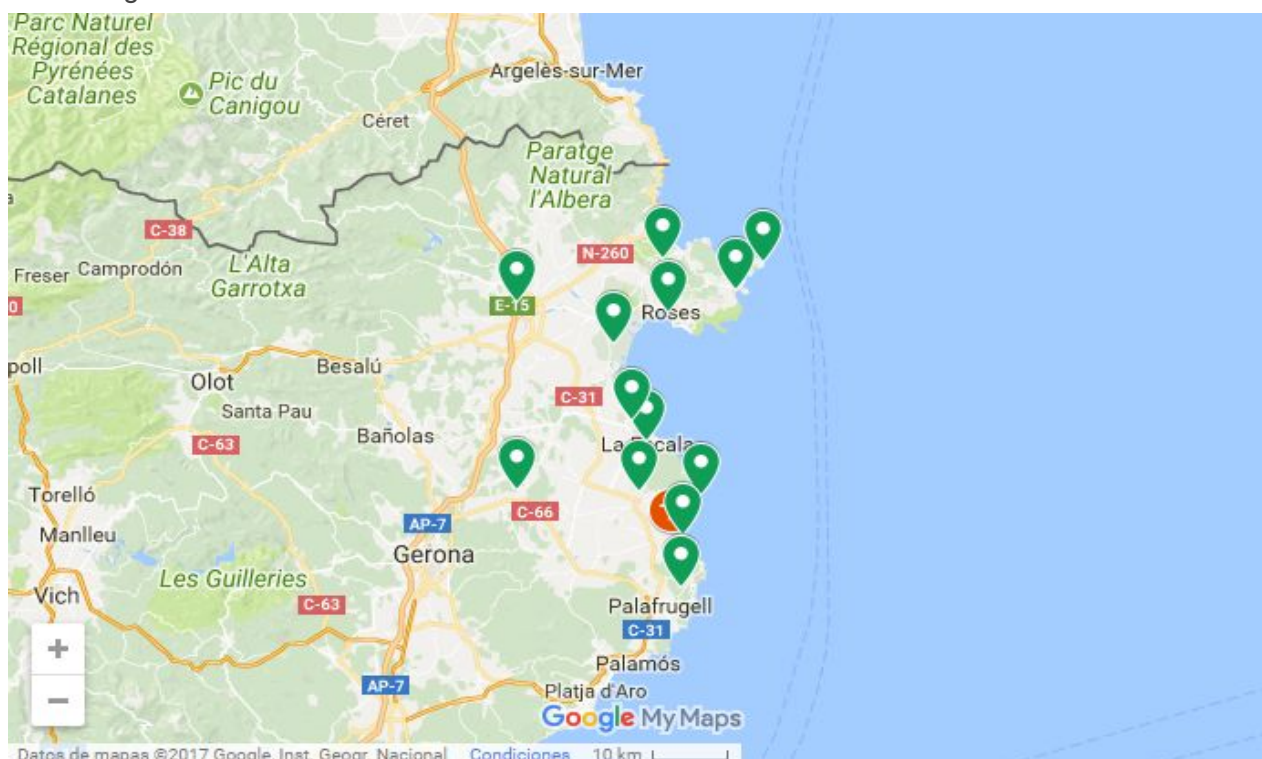 Parc Naturel
Régional des
Pyrénées
Catalanes
Pic du
Canigou
Argelès-sur-Mer
Céret
Paratge
Natural
l'Albera
C-38
N-260
L'Alta
Garrotxa
Freser
Camprodón
E-15
Roses
Besalú
Olot
C-31
Santa Pau
Bañolas
C-63
La Escala
Torelló
C-66
AP-7
Manlleu
Gerona
Les Guilleries
Vich
C-63
Palafrugell
C-31
+
Palamós
AP-7
Platja d'Aro
−
Google My Maps
Datos de mapas ©2017 Google, Inst. Geogr. Nacional
Condiciones
10 km